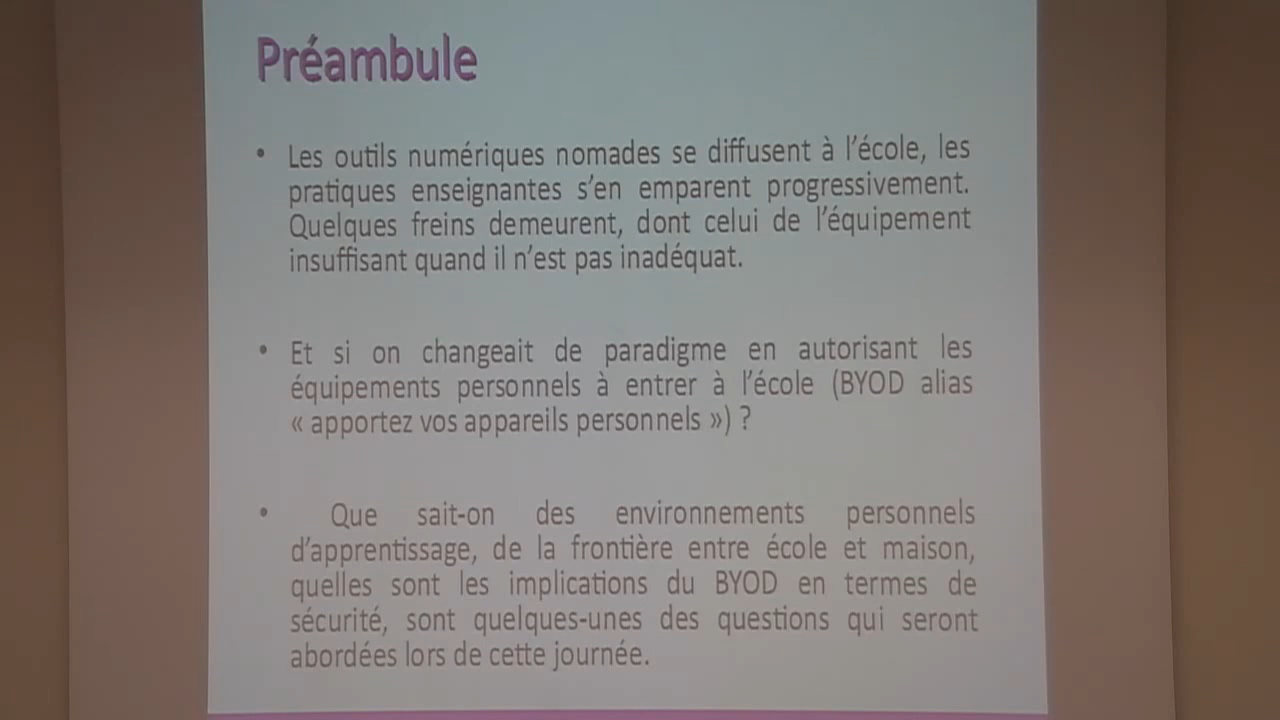 Préambule
• Les outils numériques nomades se diffusent à l'école, les
pratiques enseignantes s'en emparent progressivement.
Quelques freins demeurent, dont celui de l'équipement
insuffisant quand il n'est pas inadéquat.
• Et si on changeait de paradigme en autorisant les
équipements personnels à entrer à l'école (BYOD alias
« apportez vos appareils personnels ») ?
• Que sait-on des environnements personnels
d'apprentissage, de la frontière entre école et maison,
quelles sont les implications du BYOD en termes de
sécurité, sont quelques-unes des questions qui seront
abordées lors de cette journée.